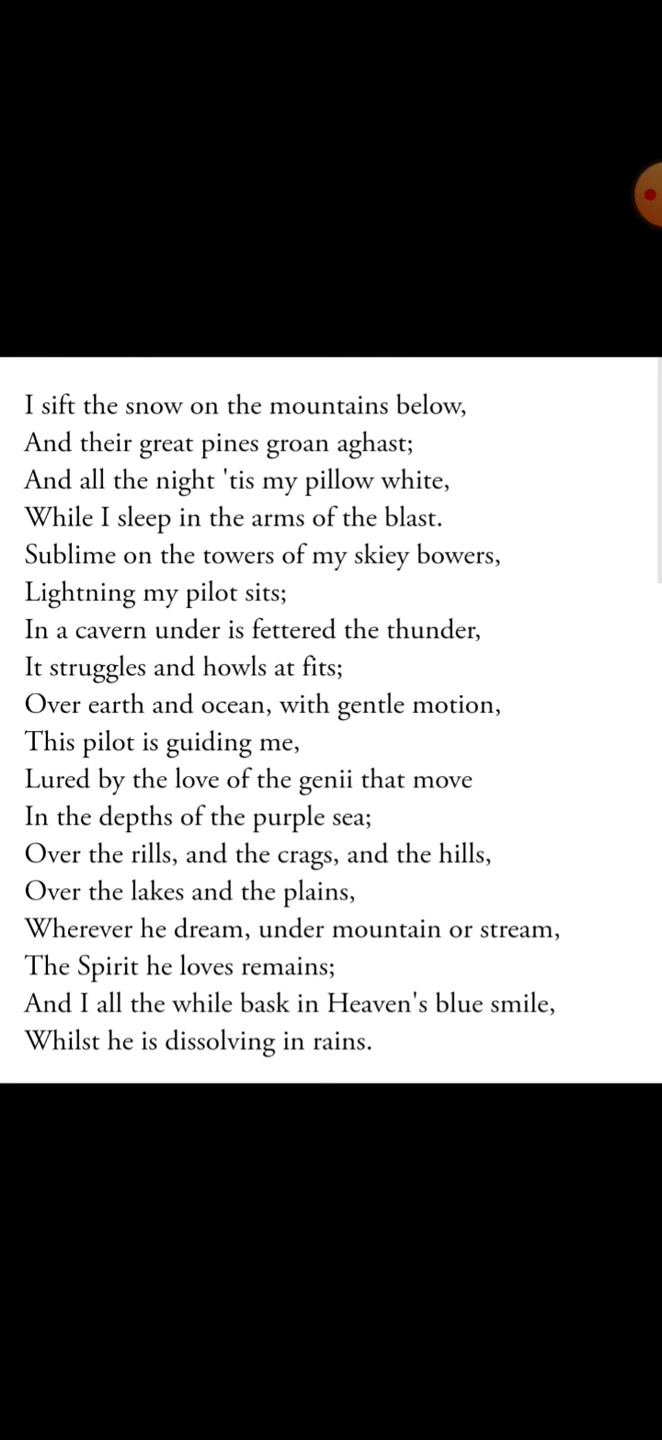 I sift the snow on the mountains below,
And their great pines groan aghast;
And all the night 'tis my pillow white,
While I sleep in the arms of the blast.
Sublime on the towers of my skiey bowers,
Lightning my pilot sits;
In a cavern under is fettered the thunder,
It struggles and howls at fits;
Over earth and ocean, with gentle motion,
This pilot is guiding me,
Lured by the love of the genii that move
In the depths of the purple sea;
Over the rills, and the crags, and the hills,
Over the lakes and the plains,
Wherever he dream, under mountain or stream,
The Spirit he loves remains;
And I all the while bask in Heaven's blue smile,
Whilst he is dissolving in rains.